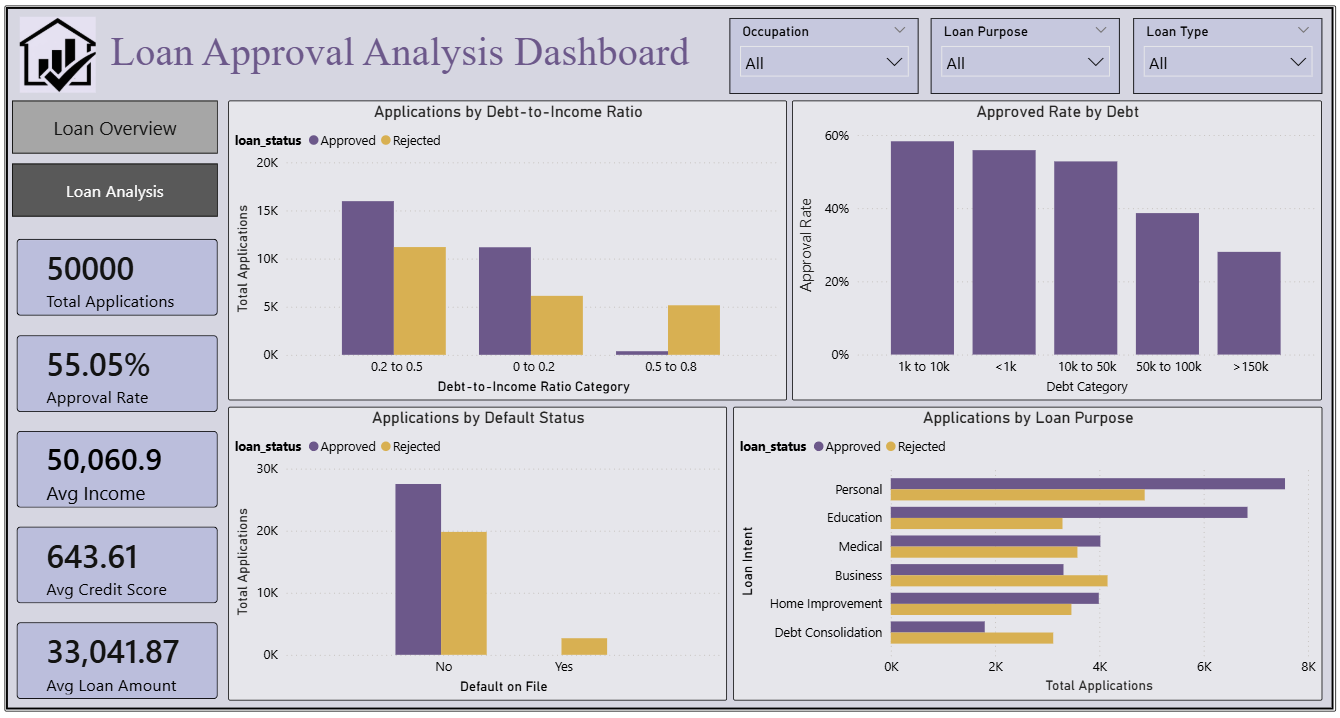 Loan Approval Analysis Dashboard
Occupation
All
Loan Purpose
All
Loan Type
All
Loan Overview
Loan Analysis
50000
Total Applications
55.05%
Approval Rate
50,060.9
Avg Income
643.61
Avg Credit Score
33,041.87
Avg Loan Amount
Applications by Debt-to-Income Ratio
loan_status Approved Rejected
Total Applications
20K
15K
10K
5K
0K
0.2 to 0.5 0 to 0.2 0.5 to 0.8
Debt-to-Income Ratio Category
Approved Rate by Debt
Approval Rate
60%
40%
20%
0%
1k to 10k <1k 10k to 50k 50k to 100k >150k
Debt Category
Applications by Default Status
loan_status Approved Rejected
Total Applications
30K
20K
10K
0K
No Yes
Default on File
Applications by Loan Purpose
loan_status Approved Rejected
Loan Intent
Personal
Education
Medical
Business
Home Improvement
Debt Consolidation
0K 2K 4K 6K 8K
Total Applications